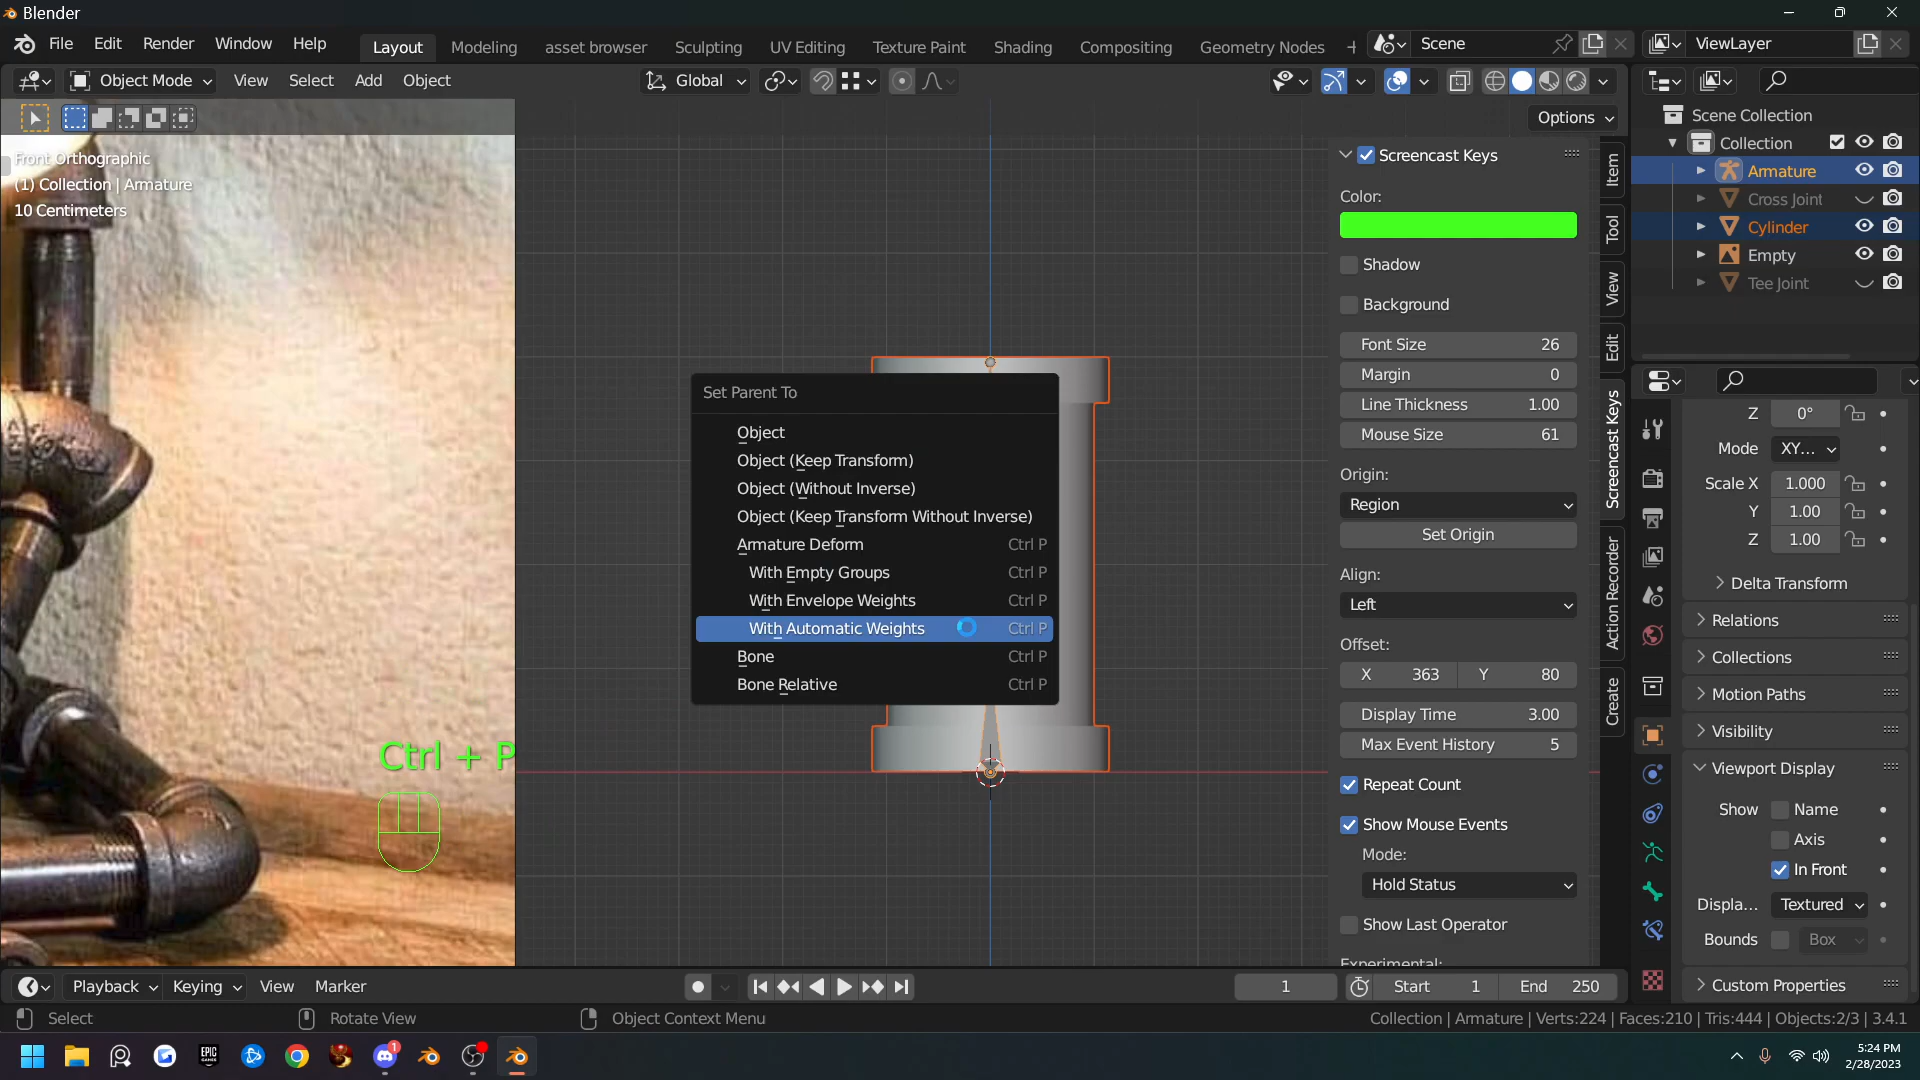 Blender
File Edit Render Window Help
Layout Modeling asset browser Sculpting UV Editing Texture Paint Shading Compositing Geometry Nodes
Scene
ViewLayer
Object Mode View Select Add Object
Global
Options
Front Orthographic
(1) Collection | Armature
10 Centimeters
Ctrl + P
Set Parent To
Object
Object (Keep Transform)
Object (Without Inverse)
Object (Keep Transform Without Inverse)
Armature Deform Ctrl P
With Empty Groups Ctrl P
With Envelope Weights Ctrl P
With Automatic Weights Ctrl P
Bone Ctrl P
Bone Relative Ctrl P
Screencast Keys
Color:
Shadow
Background
Font Size 26
Margin 0
Line Thickness 1.00
Mouse Size 61
Origin:
Region
Set Origin
Align:
Left
Offset:
X 363 Y 80
Display Time 3.00
Max Event History 5
Repeat Count
Show Mouse Events
Mode:
Hold Status
Show Last Operator
Experimental:
Item
Tool
View
Edit
Screencast Keys
Action Recorder
Create
Scene Collection
Collection
Armature
Cross Joint
Cylinder
Empty
Tee Joint
Z 0°
Mode XY...
Scale X 1.000
Y 1.00
Z 1.00
Delta Transform
Relations
Collections
Motion Paths
Visibility
Viewport Display
Show Name
Axis
In Front
Displa... Textured
Bounds Box
Custom Properties
Playback Keying View Marker
1
Start 1 End 250
Select Rotate View Object Context Menu
Collection | Armature | Verts:224 | Faces:210 | Tris:444 | Objects:2/3 | 3.4.1
EPIC
GAMES
1
5:24 PM
2/28/2023